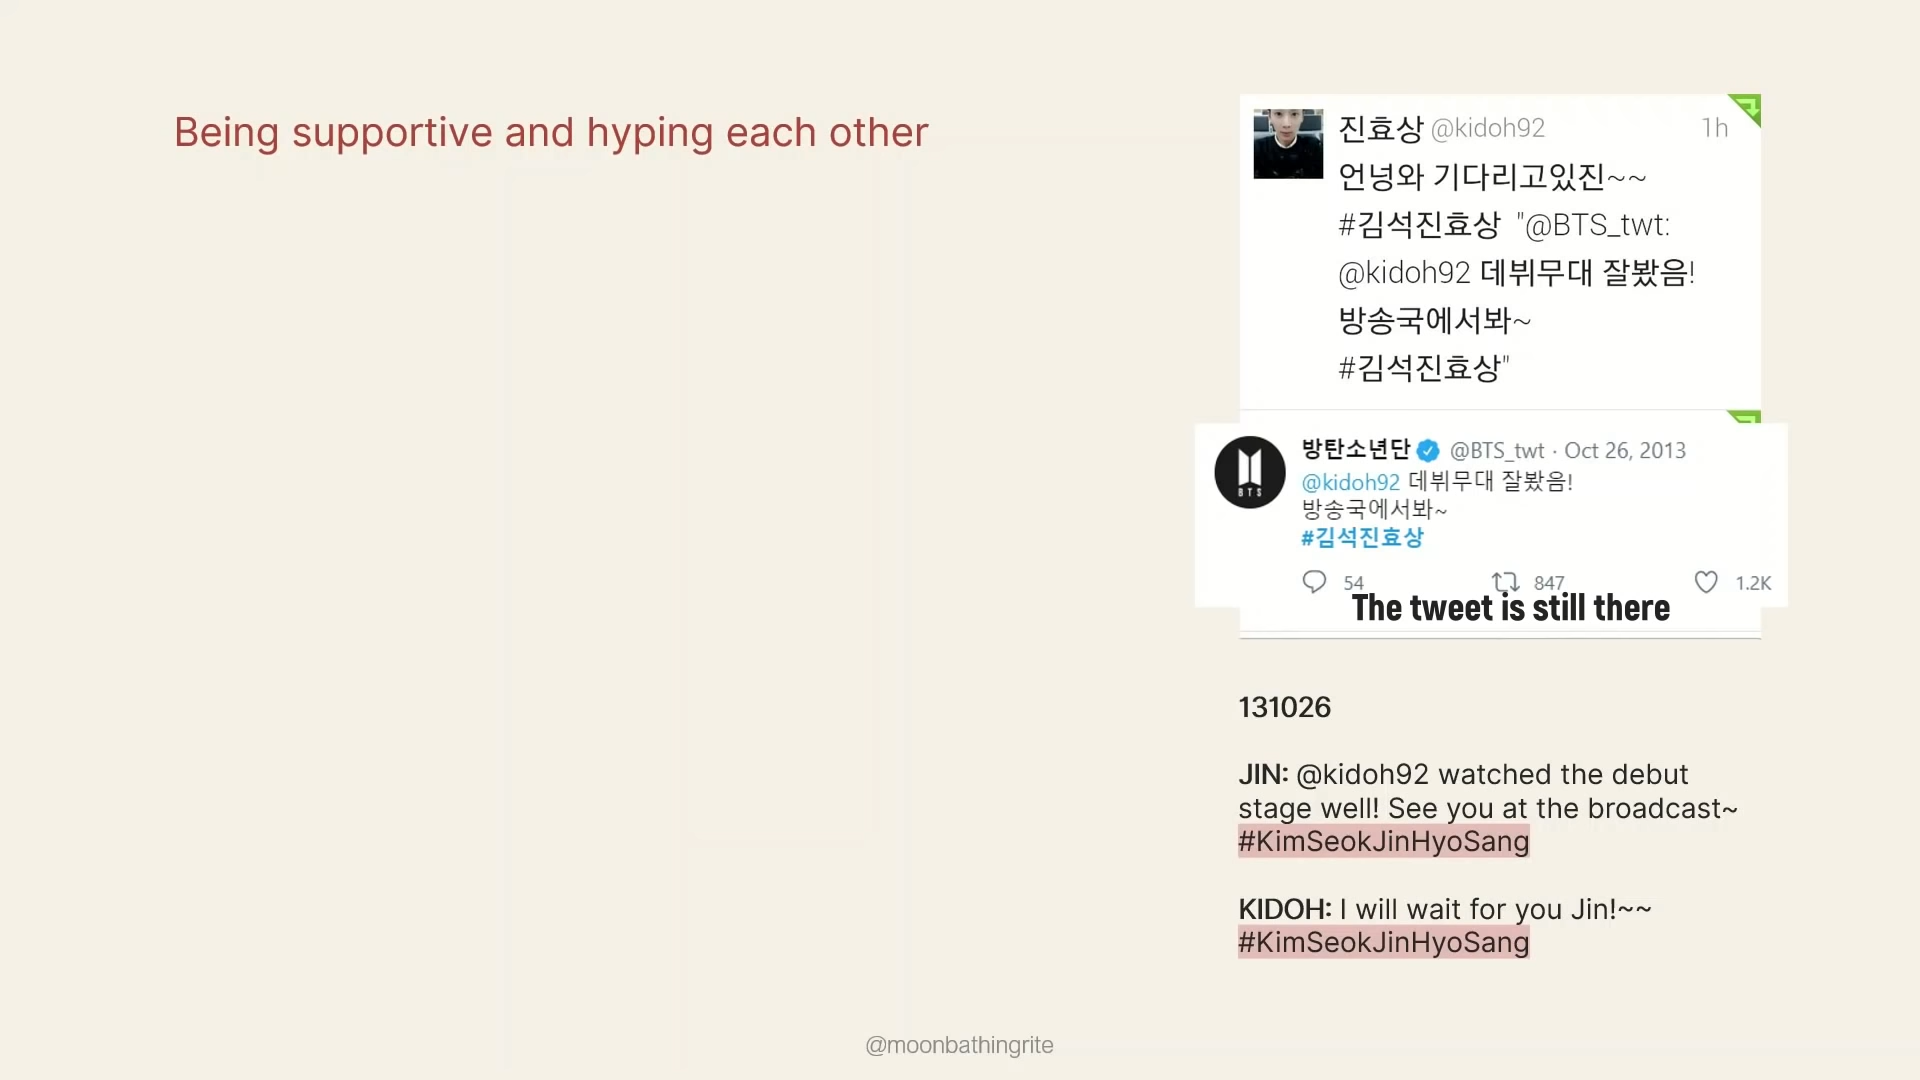 Being supportive and hyping each other
진효상 @kidoh92 1h
언넝와 기다리고있진~~
#김석진효상 "@BTS_twt:
@kidoh92 데뷔무대 잘봤음!
방송국에서봐~
#김석진효상"
방탄소년단 @BTS_twt · Oct 26, 2013
@kidoh92 데뷔무대 잘봤음!
방송국에서봐~
#김석진효상
BTS
54 847 1.2K
The tweet is still there
131026
JIN: @kidoh92 watched the debut
stage well! See you at the broadcast~
#KimSeokJinHyoSang
KIDOH: I will wait for you Jin!~~
#KimSeokJinHyoSang
@moonbathingrite